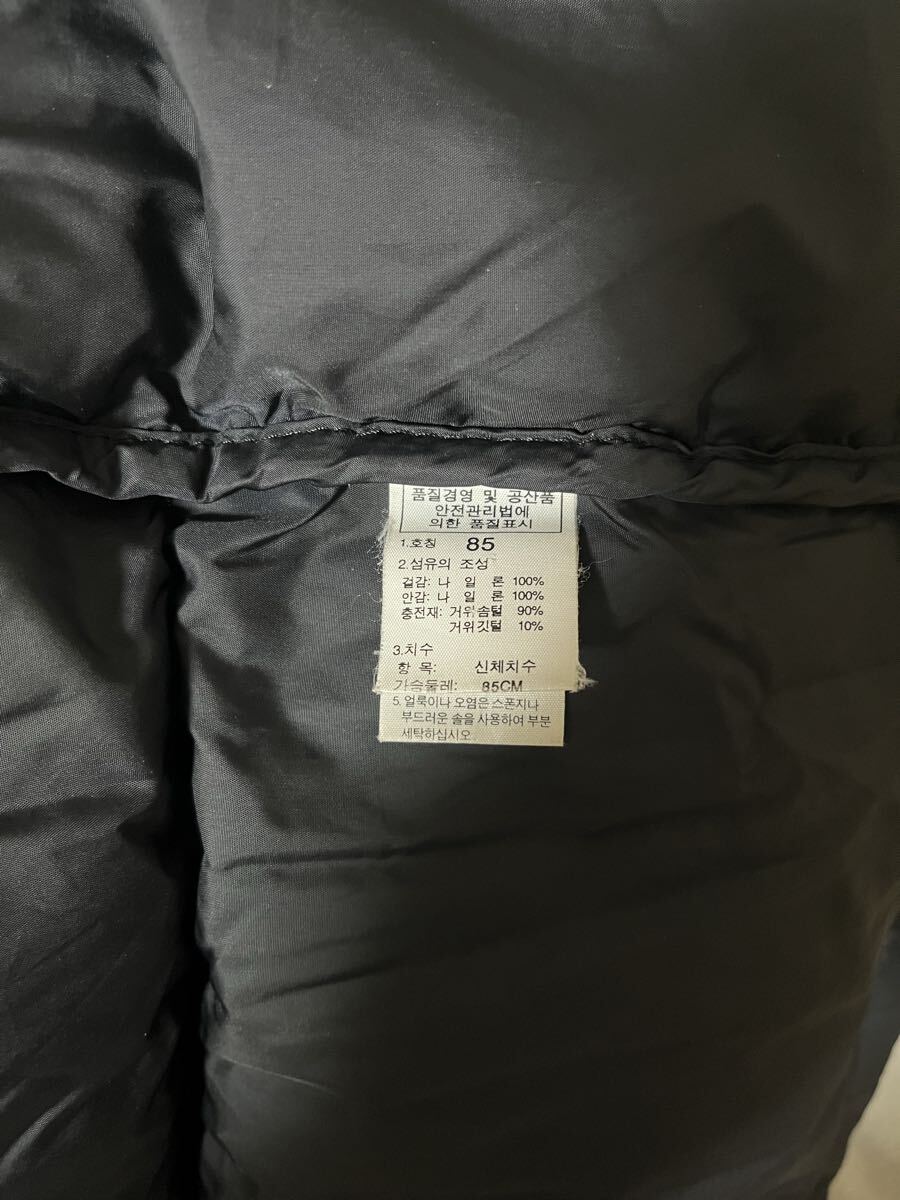 품질경영 및 공산품
안전관리법에
의한 품질표시
1.호칭 85
2.섬유의 조성
겉감: 나 일 론 100%
안감: 나 일 론 100%
충전재: 거위솜털 90%
거위깃털 10%
3.치수
항 목: 신체치수
가슴둘레: 85CM
5. 얼룩이나 오염은 스폰지나
부드러운 솔을 사용하여 부분
세탁하십시오.